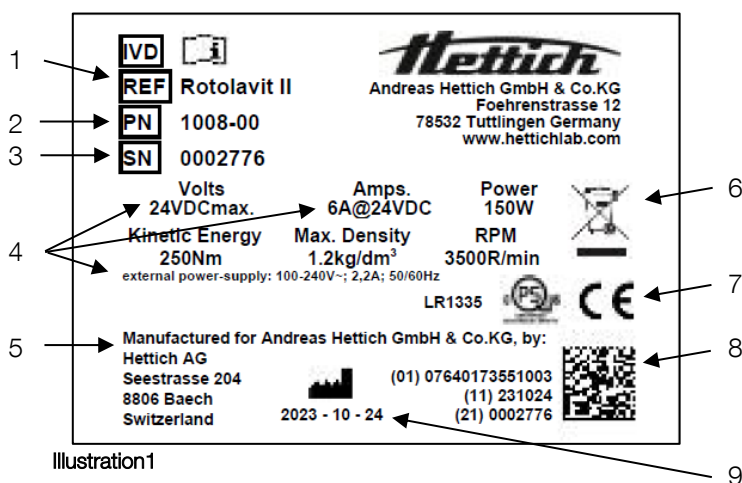 IVD
Hettich
1
REF Rotolavit II
Andreas Hettich GmbH & Co.KG
Foehrenstrasse 12
2
PN 1008-00
78532 Tuttlingen Germany
www.hettichlab.com
3
SN 0002776
Volts Amps. Power
6
24VDCmax. 6A@24VDC 150W
4
Kinetic Energy Max. Density RPM
250Nm 1.2kg/dm³ 3500R/min
external power-supply: 100-240V~; 2,2A; 50/60Hz
7
LR1335 PS CE
5
Manufactured for Andreas Hettich GmbH & Co.KG, by:
8
Hettich AG
Seestrasse 204 (01) 07640173551003
8806 Baech (11) 231024
Switzerland 2023 - 10 - 24 (21) 0002776
Illustration1
9